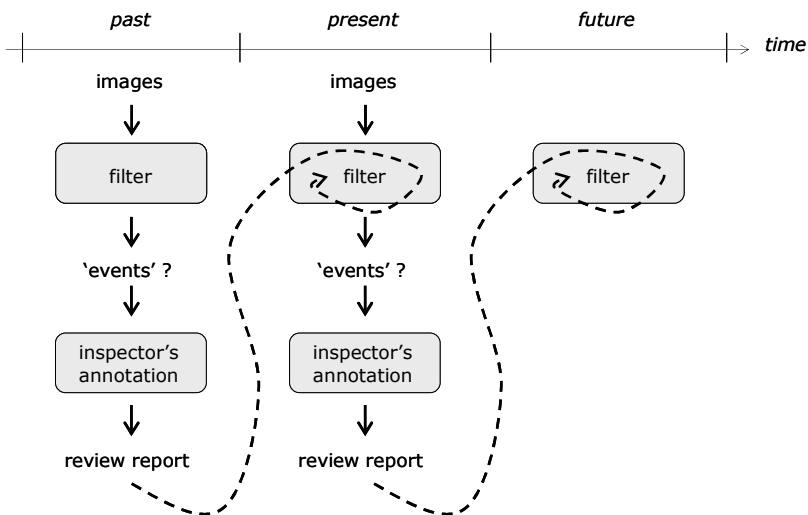 past present future
time
images images
filter filter filter
‘events’ ? ‘events’ ?
inspector’s inspector’s
annotation annotation
review report review report